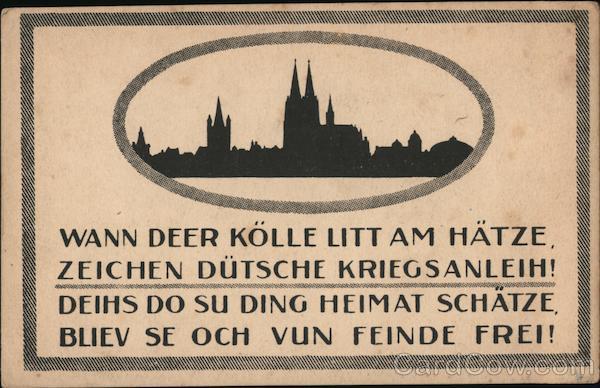 WANN DEER KÖLLE LITT AM HÄTZE,
ZEICHEN DÜTSCHE KRIEGSANLEIH!
DEIHS DO SU DING HEIMAT SCHÄTZE,
BLIEV SE OCH VUN FEINDE FREI!
CardCow.com